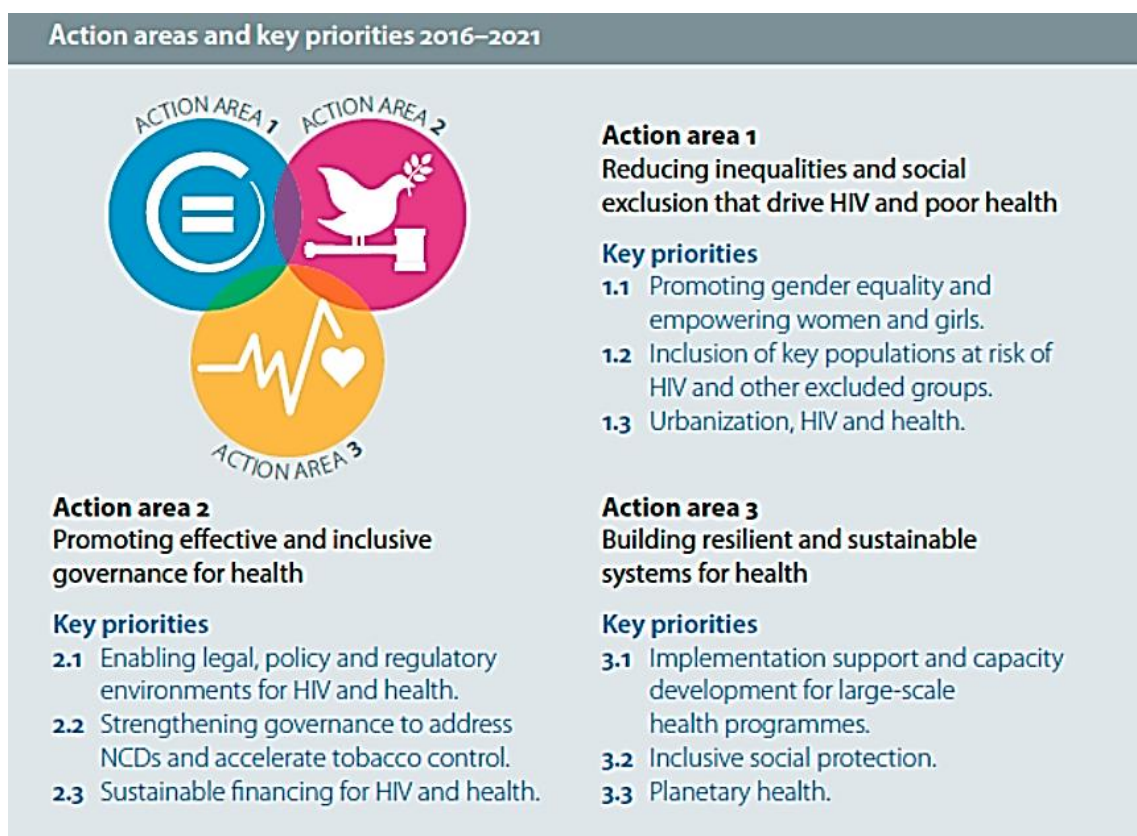 Action areas and key priorities 2016–2021
ACTION AREA 1
ACTION AREA 2
ACTION AREA 3
Action area 1
Reducing inequalities and social
exclusion that drive HIV and poor health
Key priorities
1.1 Promoting gender equality and
empowering women and girls.
1.2 Inclusion of key populations at risk of
HIV and other excluded groups.
1.3 Urbanization, HIV and health.
Action area 2
Promoting effective and inclusive
governance for health
Key priorities
2.1 Enabling legal, policy and regulatory
environments for HIV and health.
2.2 Strengthening governance to address
NCDs and accelerate tobacco control.
2.3 Sustainable financing for HIV and health.
Action area 3
Building resilient and sustainable
systems for health
Key priorities
3.1 Implementation support and capacity
development for large-scale
health programmes.
3.2 Inclusive social protection.
3.3 Planetary health.